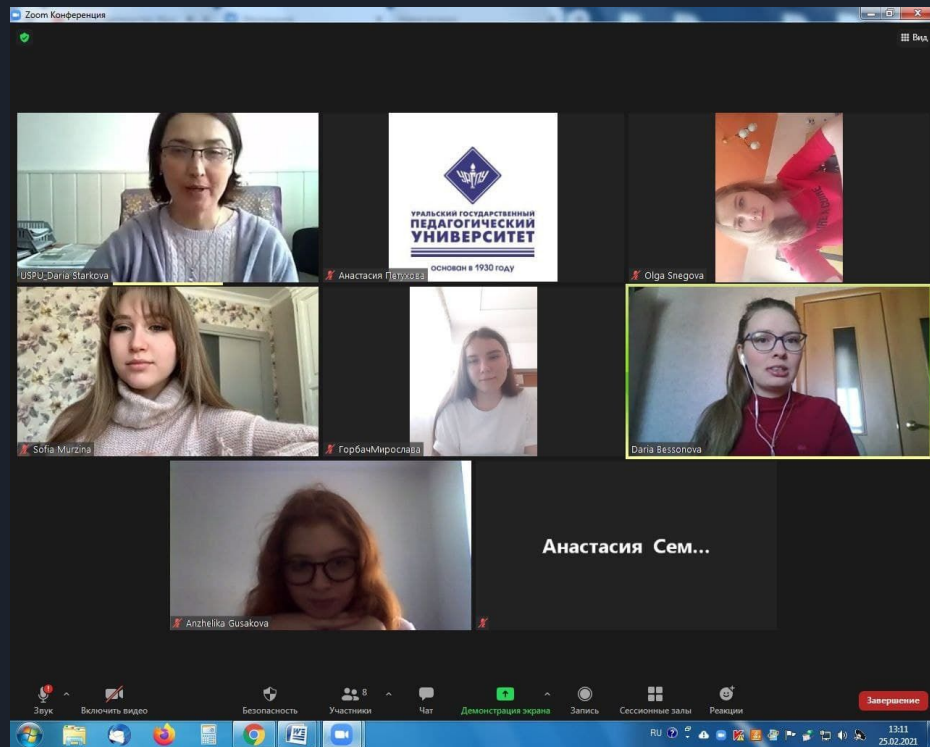 Zoom Конференция
Вид
USPU_Daria Starkova
УрГПУ
УРАЛЬСКИЙ ГОСУДАРСТВЕННЫЙ
ПЕДАГОГИЧЕСКИЙ
УНИВЕРСИТЕТ
ОСНОВАН В 1930 ГОДУ
Анастасия Петухова
Olga Snegova
Sofia Murzina
ГорбачМирослава
Daria Bessonova
Anzhelika Gusakova
Анастасия Сем...
Звук
Включить видео
Безопасность
Участники
8
Чат
Демонстрация экрана
Запись
Сессионные залы
Реакции
Завершение
RU
13:11
25.02.2021